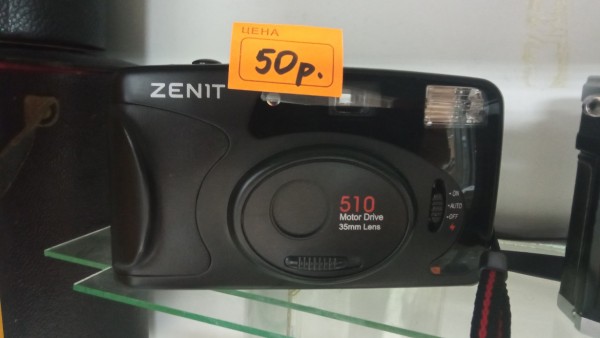 ЦЕНА
50р.
ZENIT
510
Motor Drive
35mm Lens
•ON
•AUTO
•OFF